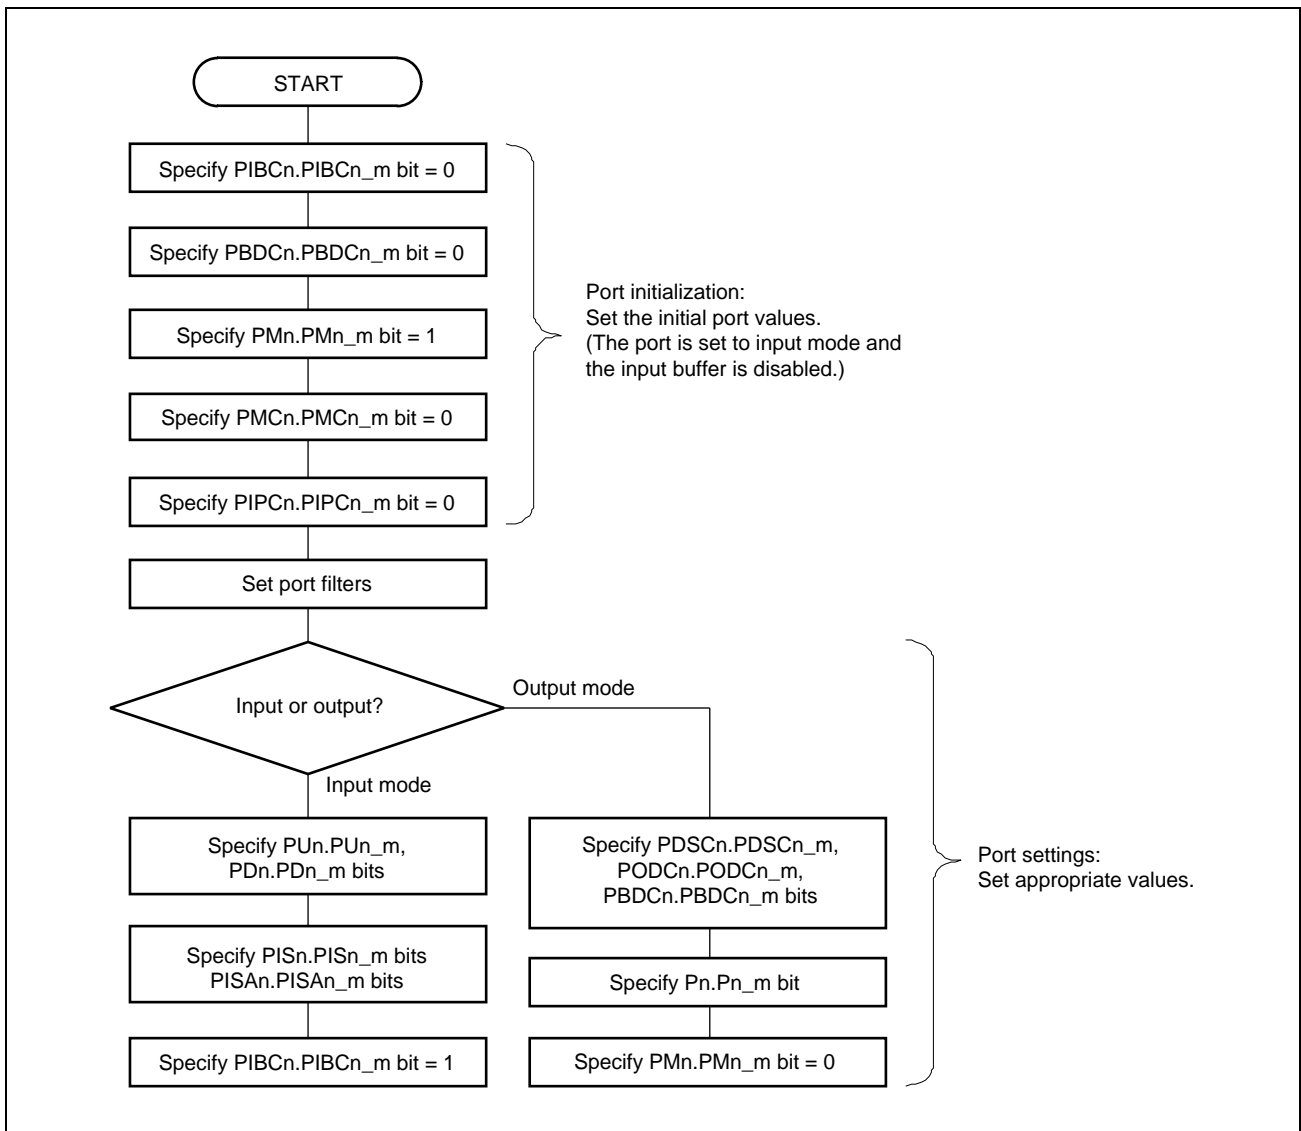 START
Specify PIBCn.PIBCn_m bit = 0
Specify PBDCn.PBDCn_m bit = 0
Specify PMn.PMn_m bit = 1
Specify PMCn.PMCn_m bit = 0
Specify PIPCn.PIPCn_m bit = 0
Port initialization:
Set the initial port values.
(The port is set to input mode and
the input buffer is disabled.)
Set port filters
Input or output?
Output mode
Input mode
Specify PUn.PUn_m,
PDn.PDn_m bits
Specify PISn.PISn_m bits
PISAn.PISAn_m bits
Specify PIBCn.PIBCn_m bit = 1
Specify PDSCn.PDSCn_m,
PODCn.PODCn_m,
PBDCn.PBDCn_m bits
Specify Pn.Pn_m bit
Specify PMn.PMn_m bit = 0
Port settings:
Set appropriate values.